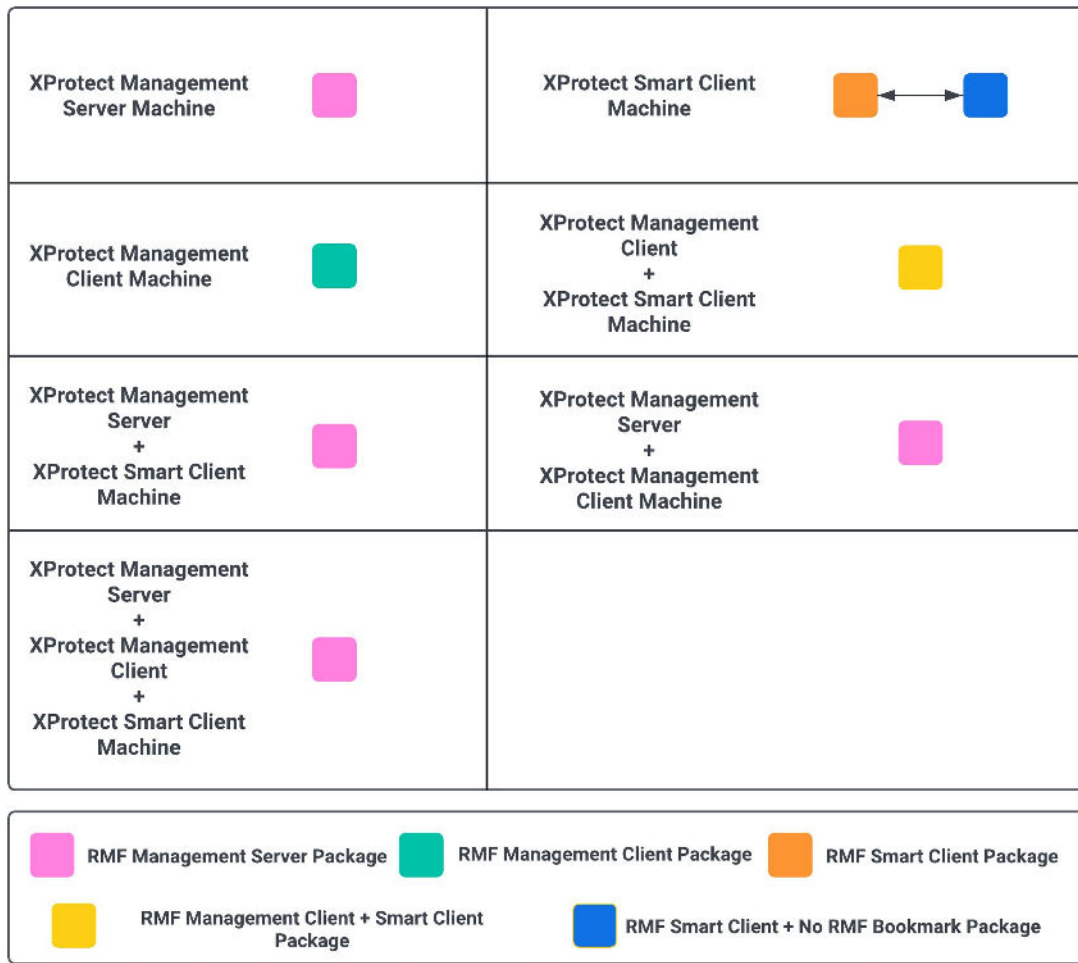 XProtect Management
Server Machine
XProtect Smart Client
Machine
XProtect Management
Client Machine
XProtect Management
Client
+
XProtect Smart Client
Machine
XProtect Management
Server
+
XProtect Smart Client
Machine
XProtect Management
Server
+
XProtect Management
Client Machine
XProtect Management
Server
+
XProtect Management
Client
+
XProtect Smart Client
Machine
RMF Management Server Package
RMF Management Client Package
RMF Smart Client Package
RMF Management Client + Smart Client
Package
RMF Smart Client + No RMF Bookmark Package